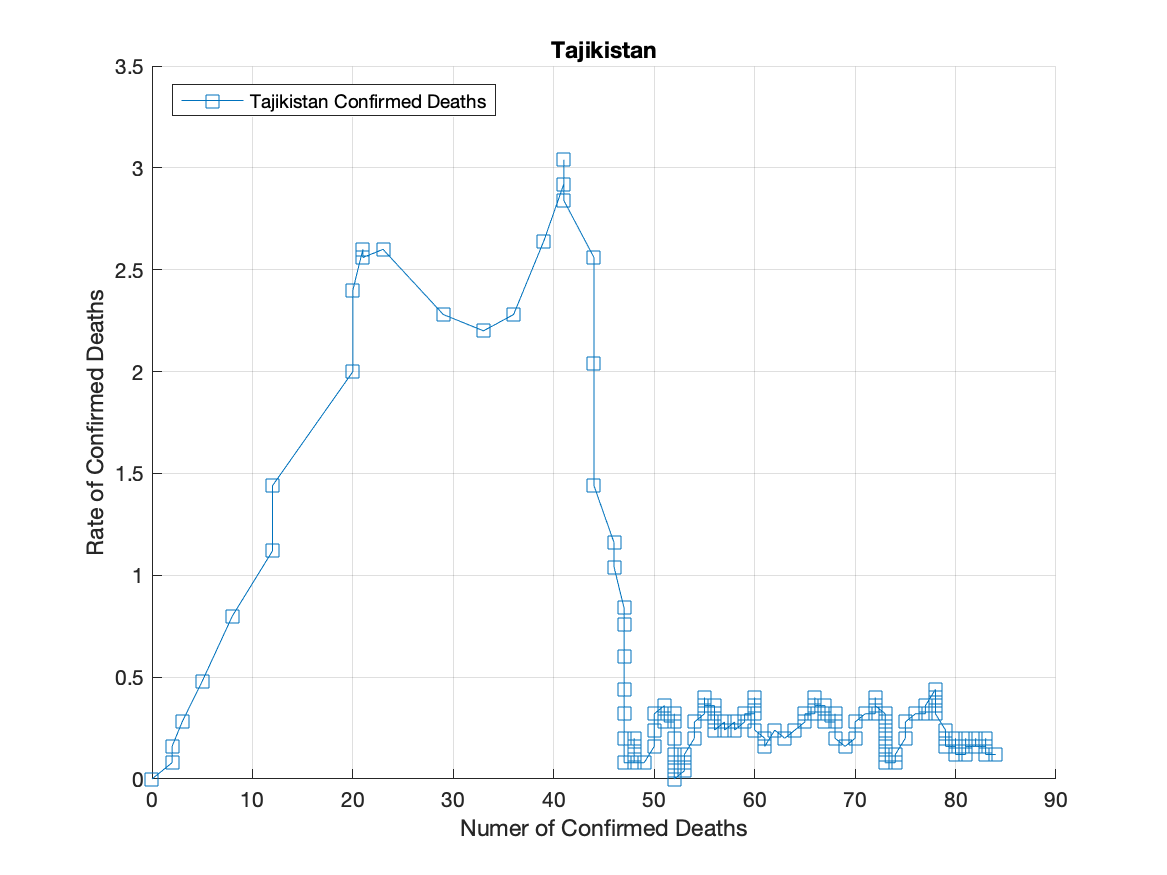 Tajikistan
Tajikistan Confirmed Deaths
3.5
3
2.5
2
1.5
1
0.5
0
Rate of Confirmed Deaths
0 10 20 30 40 50 60 70 80 90
Numer of Confirmed Deaths